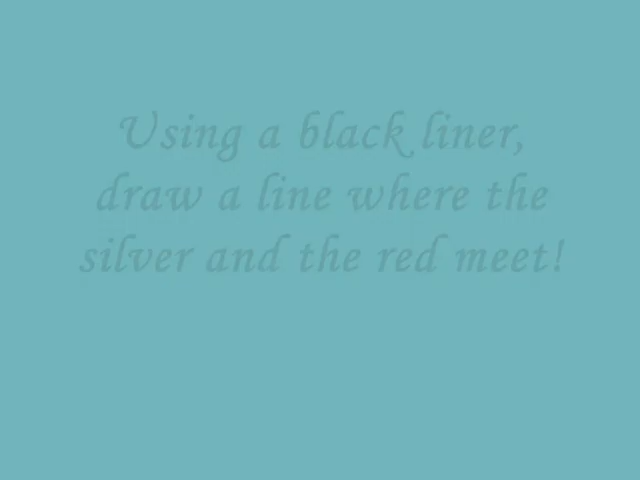 Using a black liner,
draw a line where the
silver and the red meet!